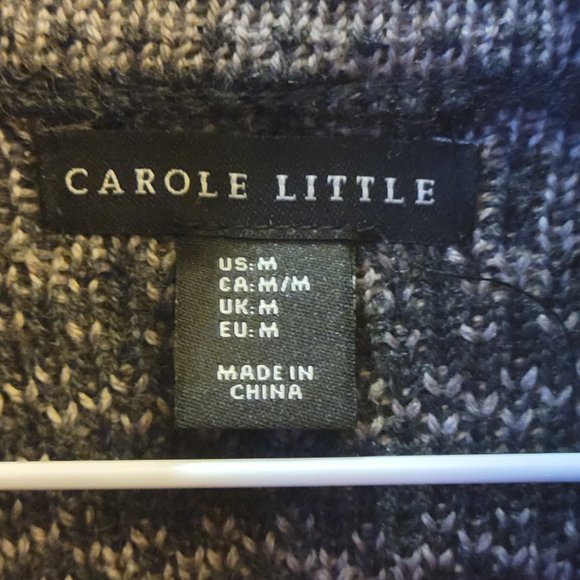 CAROLE LITTLE
US:M
CA:M/M
UK:M
EU:M
MADE IN
CHINA